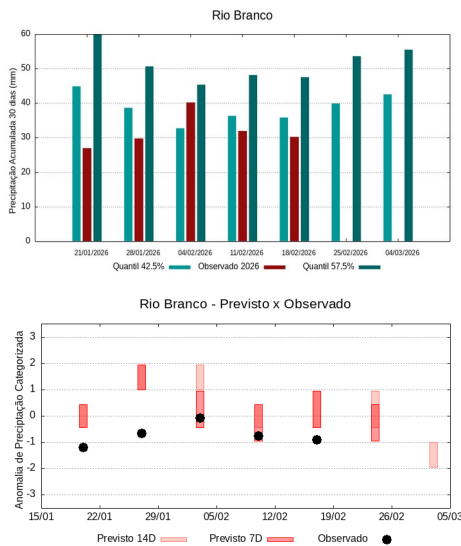 Rio Branco
Precipitação Acumulada 30 dias (mm)
60
50
40
30
20
10
0
21/01/2026 28/01/2026 04/02/2026 11/02/2026 18/02/2026 25/02/2026 04/03/2026
Quantil 42.5% Observado 2026 Quantil 57.5%
Rio Branco - Previsto x Observado
Anomalia de Precipitação Categorizada
3
2
1
0
-1
-2
-3
15/01 22/01 29/01 05/02 12/02 19/02 26/02 05/03
Previsto 14D Previsto 7D Observado